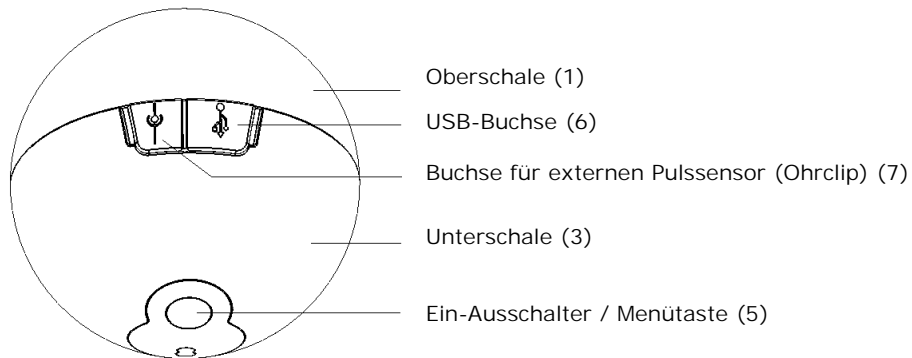 Oberschale (1)
USB-Buchse (6)
Buchse für externen Pulssensor (Ohrclip) (7)
Unterschale (3)
Ein-Ausschalter / Menütaste (5)